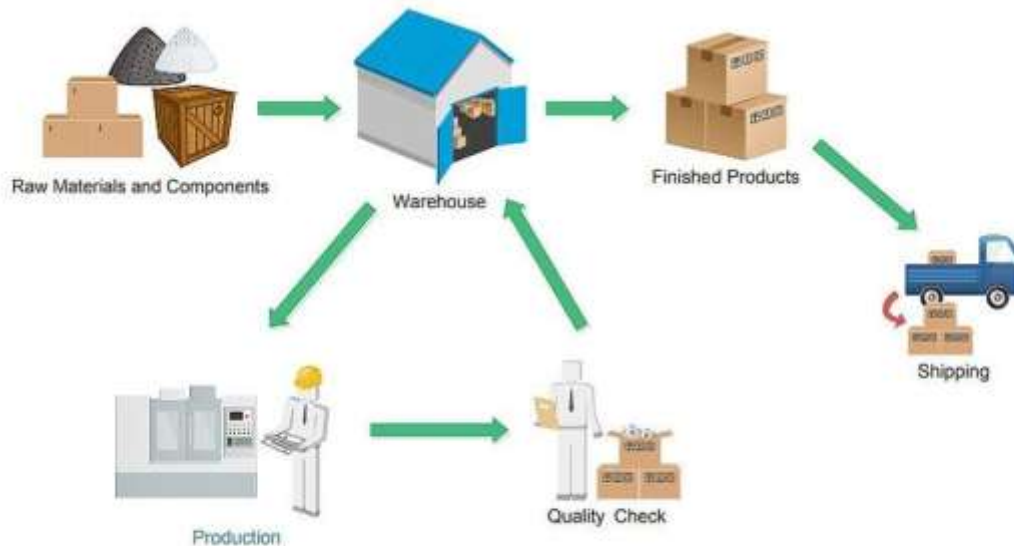 Raw Materials and Components
Warehouse
Finished Products
Shipping
Production
Quality Check